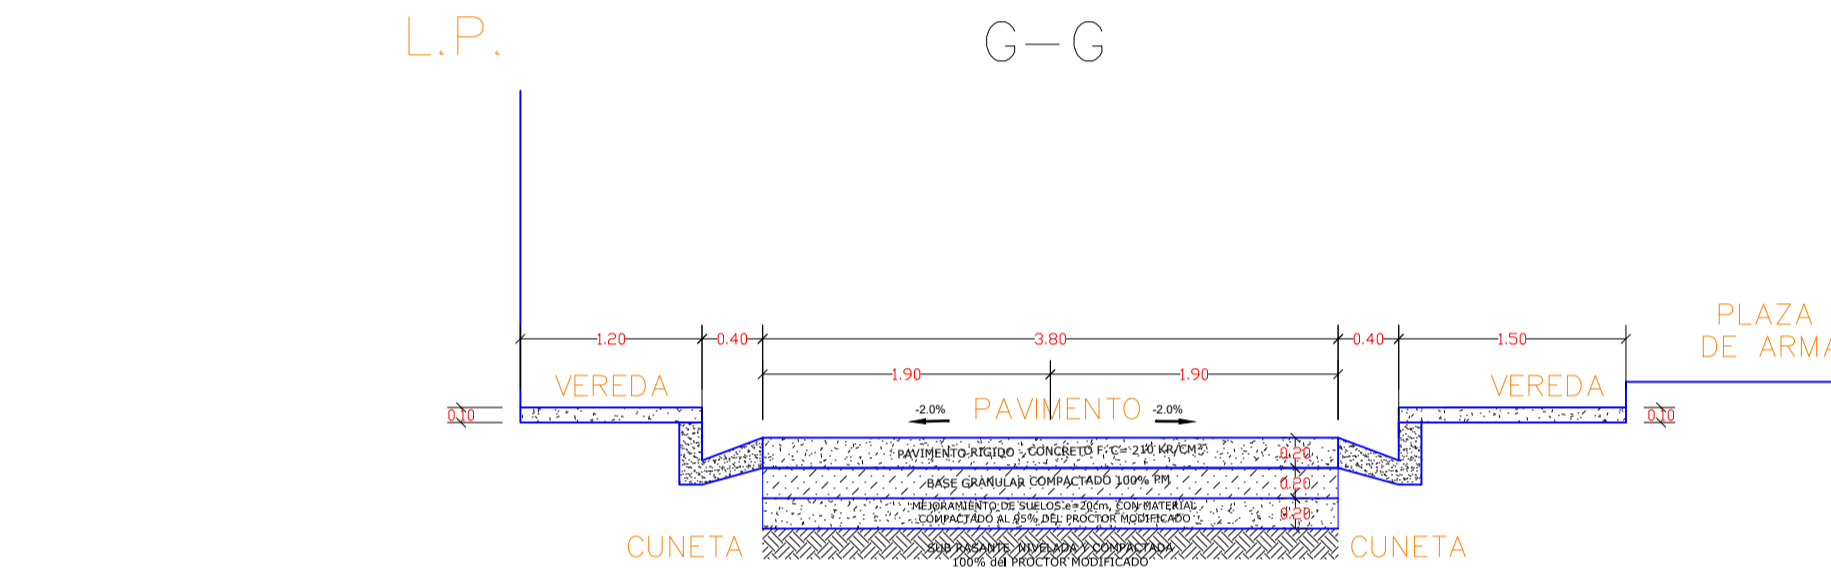 L.P.
G-G
PLAZA
DE ARMA
1.20
0.40
3.80
0.40
1.50
1.90
1.90
VEREDA
VEREDA
-2.0%
PAVIMENTO
-2.0%
0.10
0.10
PAVIMENTO RIGIDO - CONCRETO F'C= 210 KR/CM²
0.20
BASE GRANULAR COMPACTADO 100% PM
0.20
MEJORAMIENTO DE SUELOS e=20cm, CON MATERIAL
COMPACTADO AL 95% DEL PROCTOR MODIFICADO
0.20
CUNETA
SUB RASANTE NIVELADA Y COMPACTADA
100% del PROCTOR MODIFICADO
CUNETA